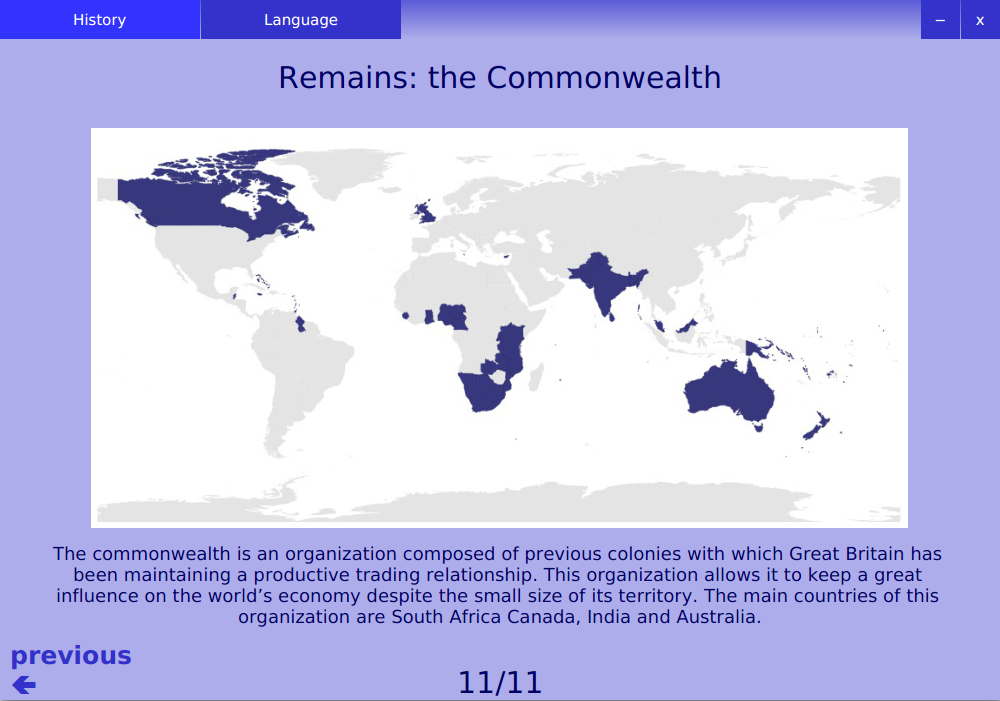 History
Language
– x
Remains: the Commonwealth
The commonwealth is an organization composed of previous colonies with which Great Britain has
been maintaining a productive trading relationship. This organization allows it to keep a great
influence on the world’s economy despite the small size of its territory. The main countries of this
organization are South Africa Canada, India and Australia.
previous
11/11